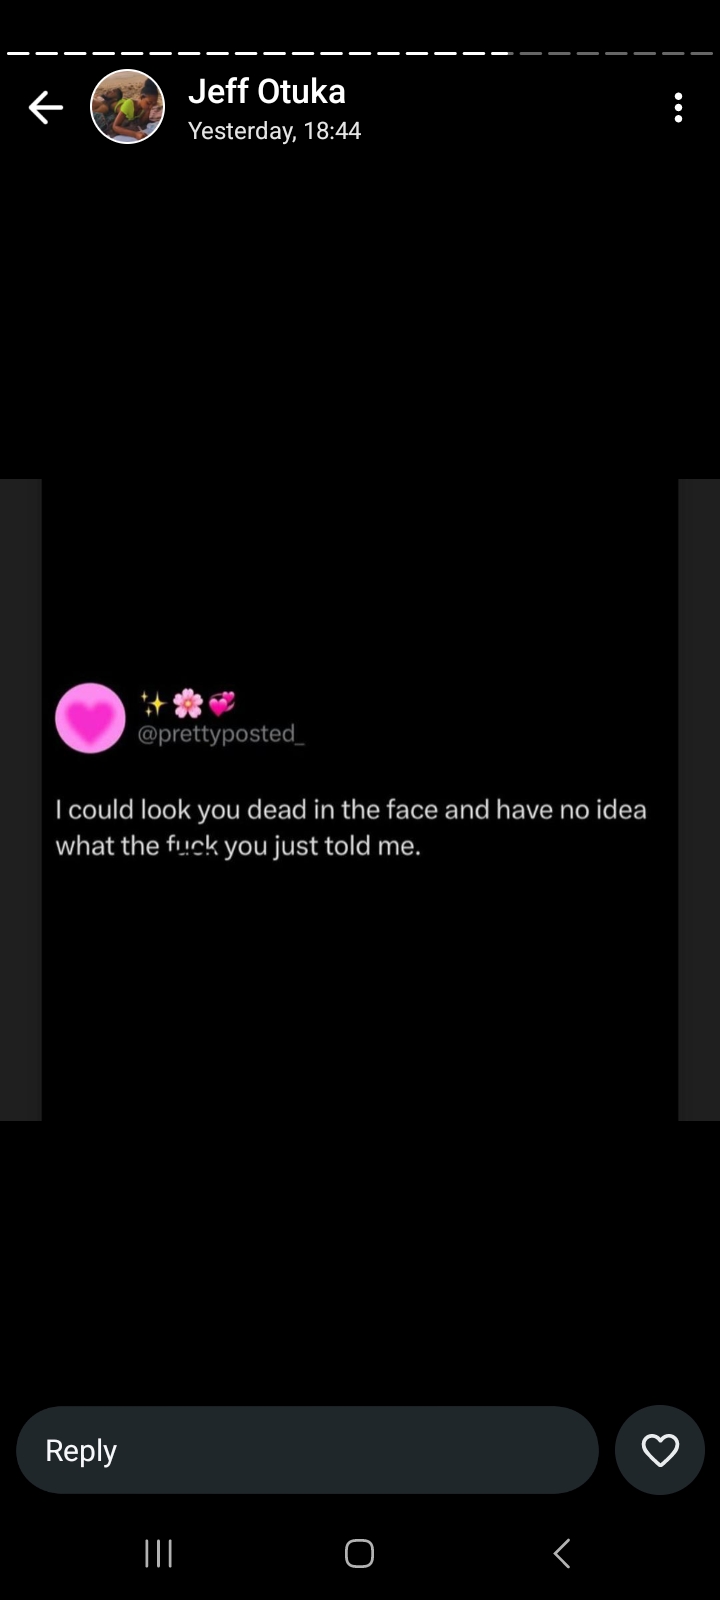 Jeff Otuka
Yesterday, 18:44
✨🌸💞
@prettyposted_
I could look you dead in the face and have no idea
what the fuck you just told me.
Reply